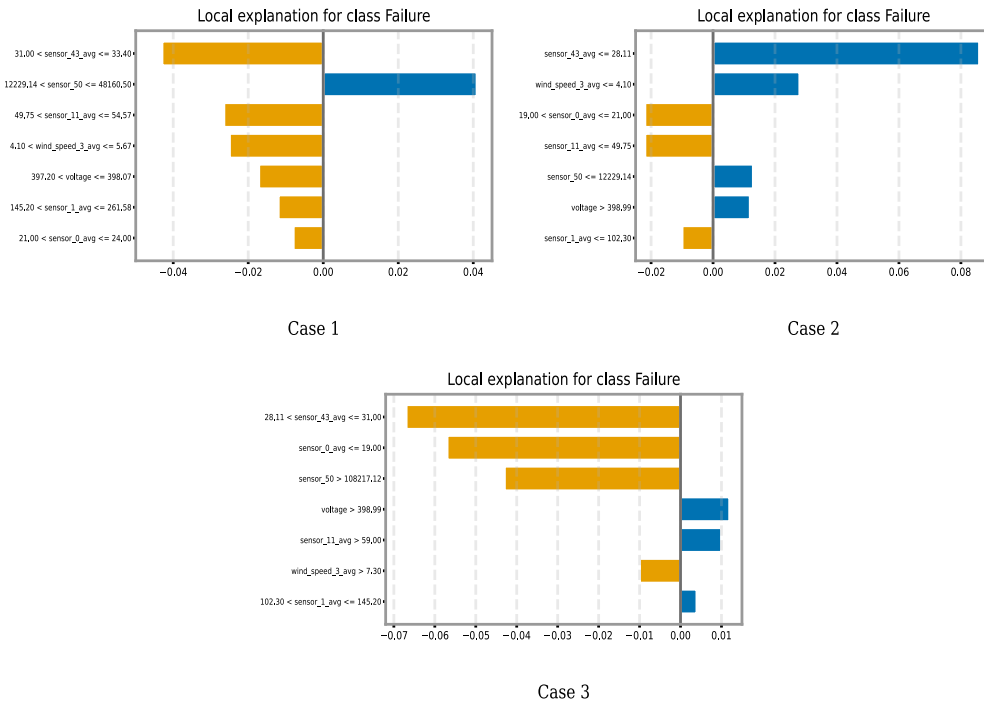 Local explanation for class Failure
31.00 < sensor_43_avg <= 33.40
12229.14 < sensor_50 <= 48160.50
49.75 < sensor_11_avg <= 54.57
4.10 < wind_speed_3_avg <= 5.67
397.20 < voltage <= 398.07
145.20 < sensor_1_avg <= 261.58
21.00 < sensor_0_avg <= 24.00
−0.04 −0.02 0.00 0.02 0.04
Case 1
Local explanation for class Failure
sensor_43_avg <= 28.11
wind_speed_3_avg <= 4.10
19.00 < sensor_0_avg <= 21.00
sensor_11_avg <= 49.75
sensor_50 <= 12229.14
voltage > 398.99
sensor_1_avg <= 102.30
−0.02 0.00 0.02 0.04 0.06 0.08
Case 2
Local explanation for class Failure
28.11 < sensor_43_avg <= 31.00
sensor_0_avg <= 19.00
sensor_50 > 108217.12
voltage > 398.99
sensor_11_avg > 59.00
wind_speed_3_avg > 7.30
102.30 < sensor_1_avg <= 145.20
−0.07 −0.06 −0.05 −0.04 −0.03 −0.02 −0.01 0.00 0.01
Case 3